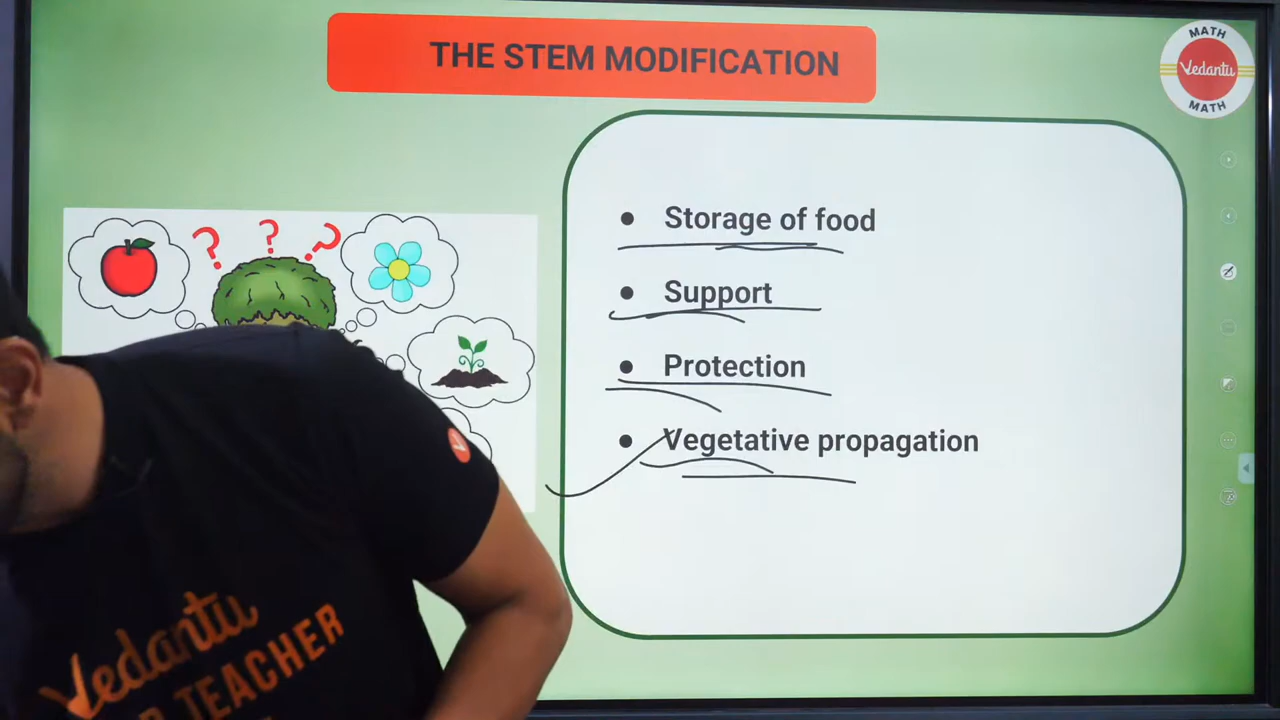 THE STEM MODIFICATION
MATH
Vedantu
MATH
? ? ?
• Storage of food
• Support
• Protection
• Vegetative propagation
V
Vedantu
TEACHER